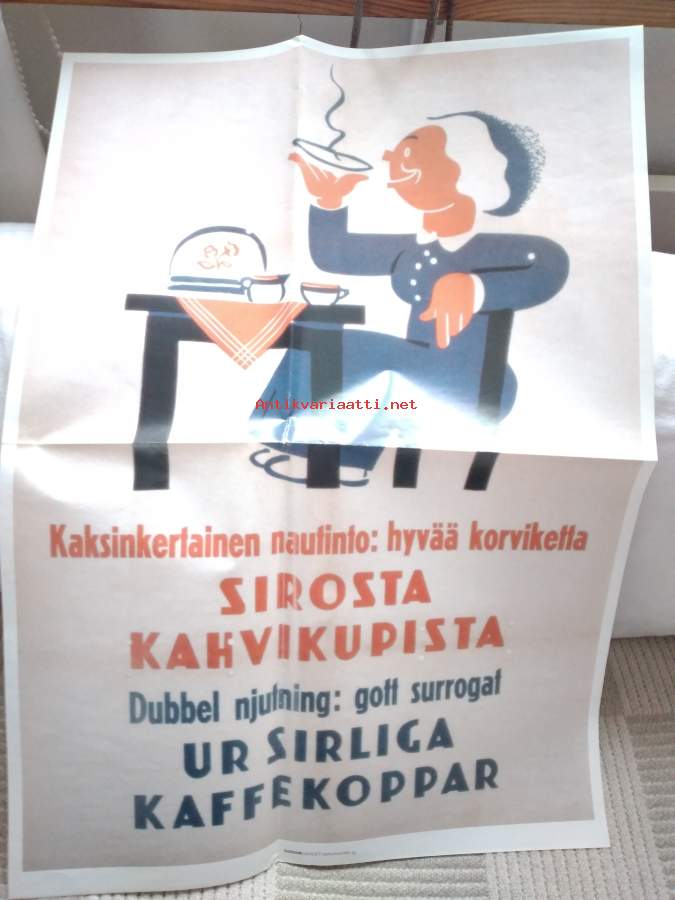 Antikvariaatti.net
Kaksinkertainen nautinto: hyvää korviketta
SIROSTA
KAHVIKUPISTA
Dubbel njutning: gott surrogat
UR SIRLIGA
KAFFEKOPPAR